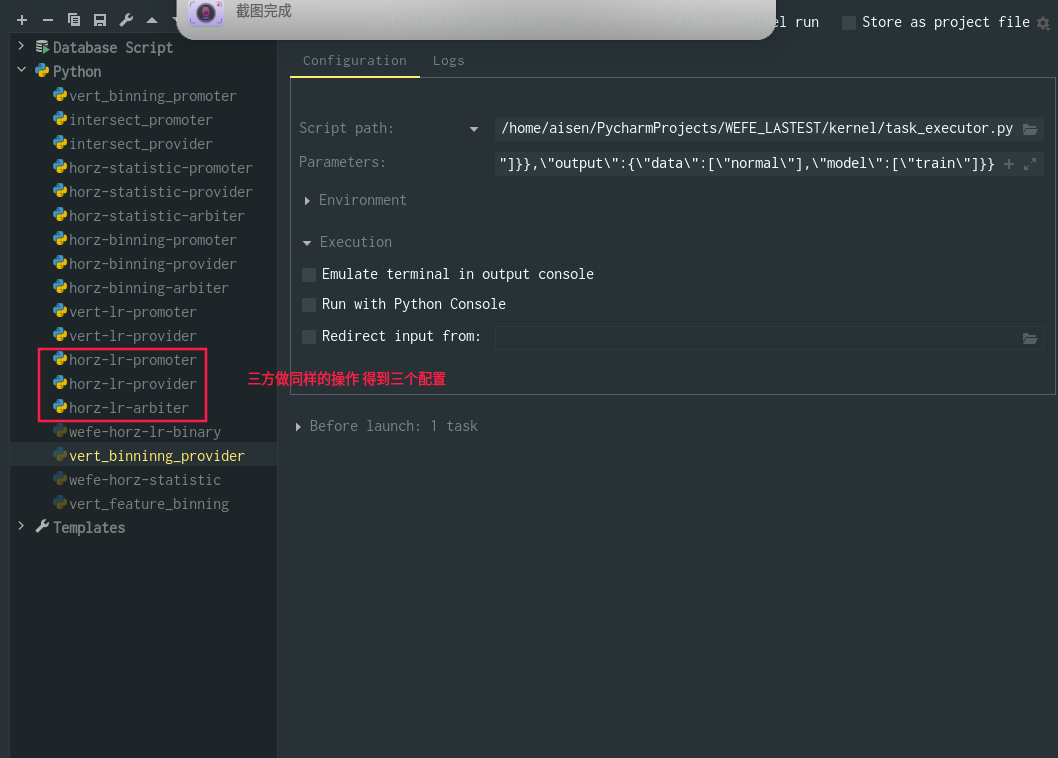 截图完成
el run
Store as project file
Database Script
Python
vert_binning_promoter
intersect_promoter
intersect_provider
horz-statistic-promoter
horz-statistic-provider
horz-statistic-arbiter
horz-binning-promoter
horz-binning-provider
horz-binning-arbiter
vert-lr-promoter
vert-lr-provider
horz-lr-promoter
horz-lr-provider
horz-lr-arbiter
wefe-horz-lr-binary
vert_binninng_provider
wefe-horz-statistic
vert_feature_binning
Templates
Configuration
Logs
Script path:
/home/aisen/PycharmProjects/WEFE_LASTEST/kernel/task_executor.py
Parameters:
"]}},\"output\":{\"data\":[\"normal\"],\"model\":[\"train\"]}}
Environment
Execution
Emulate terminal in output console
Run with Python Console
Redirect input from:
三方做同样的操作 得到三个配置
Before launch: 1 task